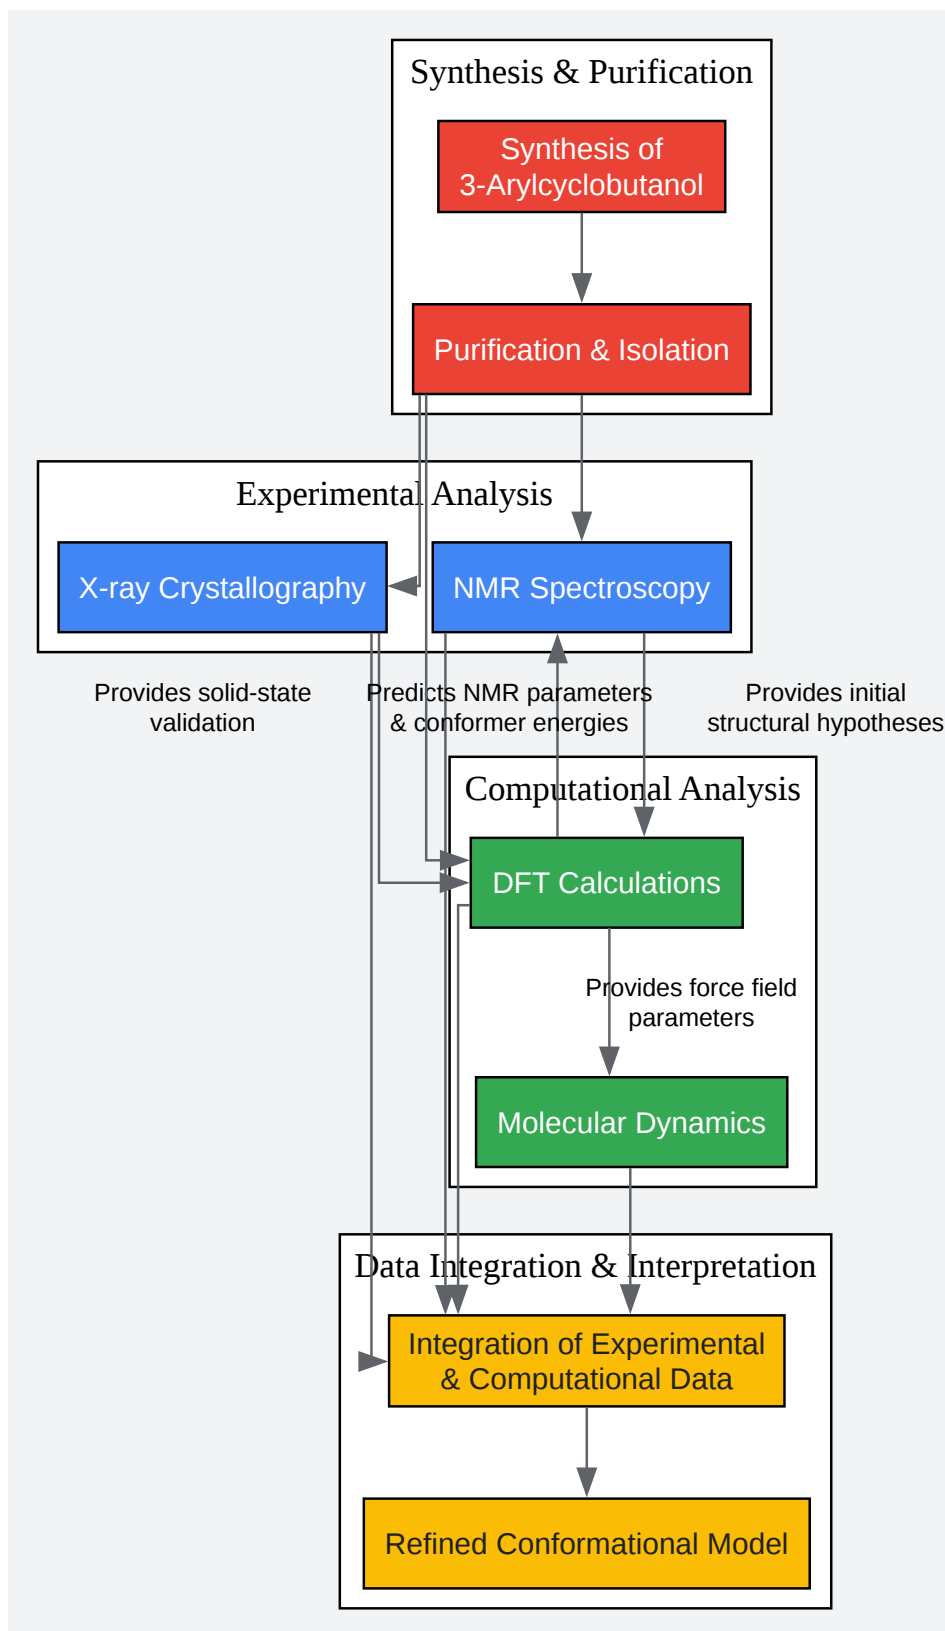 Synthesis & Purification
Synthesis of
3-Arylcyclobutanol
Purification & Isolation
Experimental Analysis
X-ray Crystallography
NMR Spectroscopy
Provides solid-state
validation
Predicts NMR parameters
& conformer energies
Provides initial
structural hypotheses
Computational Analysis
DFT Calculations
Provides force field
parameters
Molecular Dynamics
Data Integration & Interpretation
Integration of Experimental
& Computational Data
Refined Conformational Model